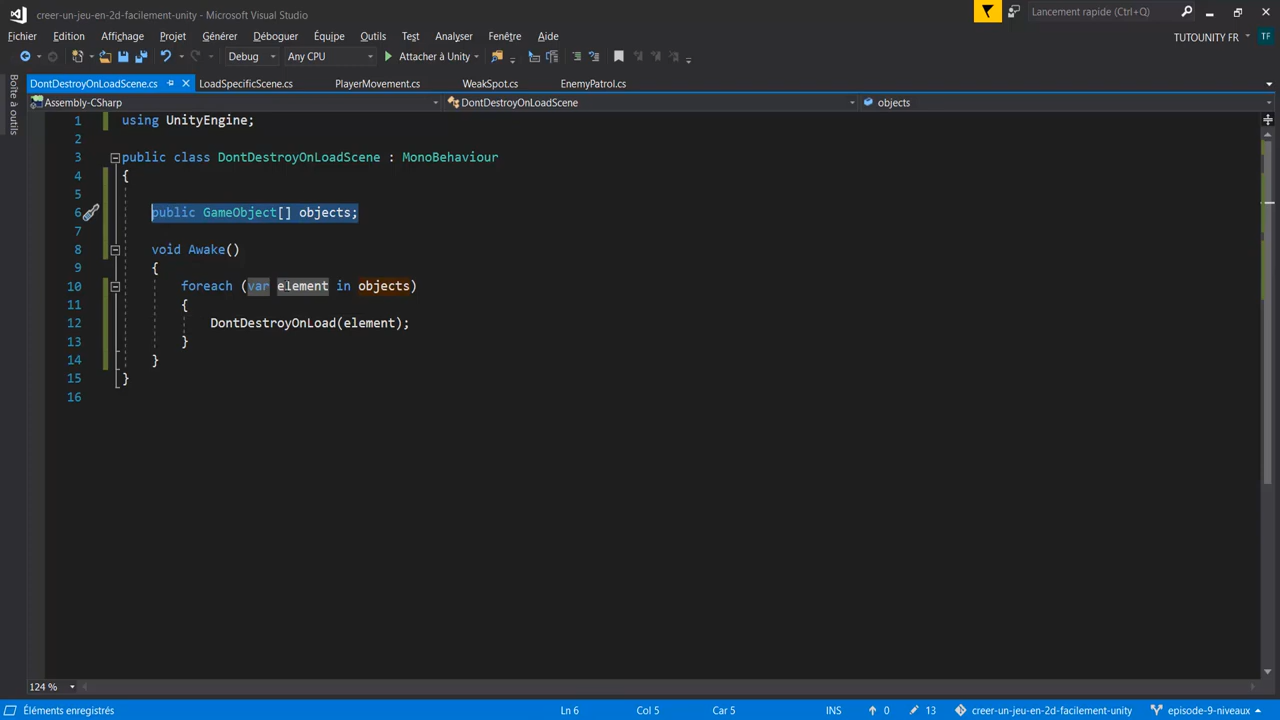 creer-un-jeu-en-2d-facilement-unity - Microsoft Visual Studio
Lancement rapide (Ctrl+Q)
Fichier Edition Affichage Projet Générer Déboguer Équipe Outils Test Analyser Fenêtre Aide
TUTOUNITY FR TF
Debug Any CPU Attacher à Unity
Boîte à outils
DontDestroyOnLoadScene.cs LoadSpecificScene.cs PlayerMovement.cs WeakSpot.cs EnemyPatrol.cs
Assembly-CSharp DontDestroyOnLoadScene objects
1 using UnityEngine;
2
3 public class DontDestroyOnLoadScene : MonoBehaviour
4 {
5
6 public GameObject[] objects;
7
8 void Awake()
9 {
10 foreach (var element in objects)
11 {
12 DontDestroyOnLoad(element);
13 }
14 }
15 }
16
124 %
Éléments enregistrés Ln 6 Col 5 Car 5 INS 0 13 creer-un-jeu-en-2d-facilement-unity episode-9-niveaux